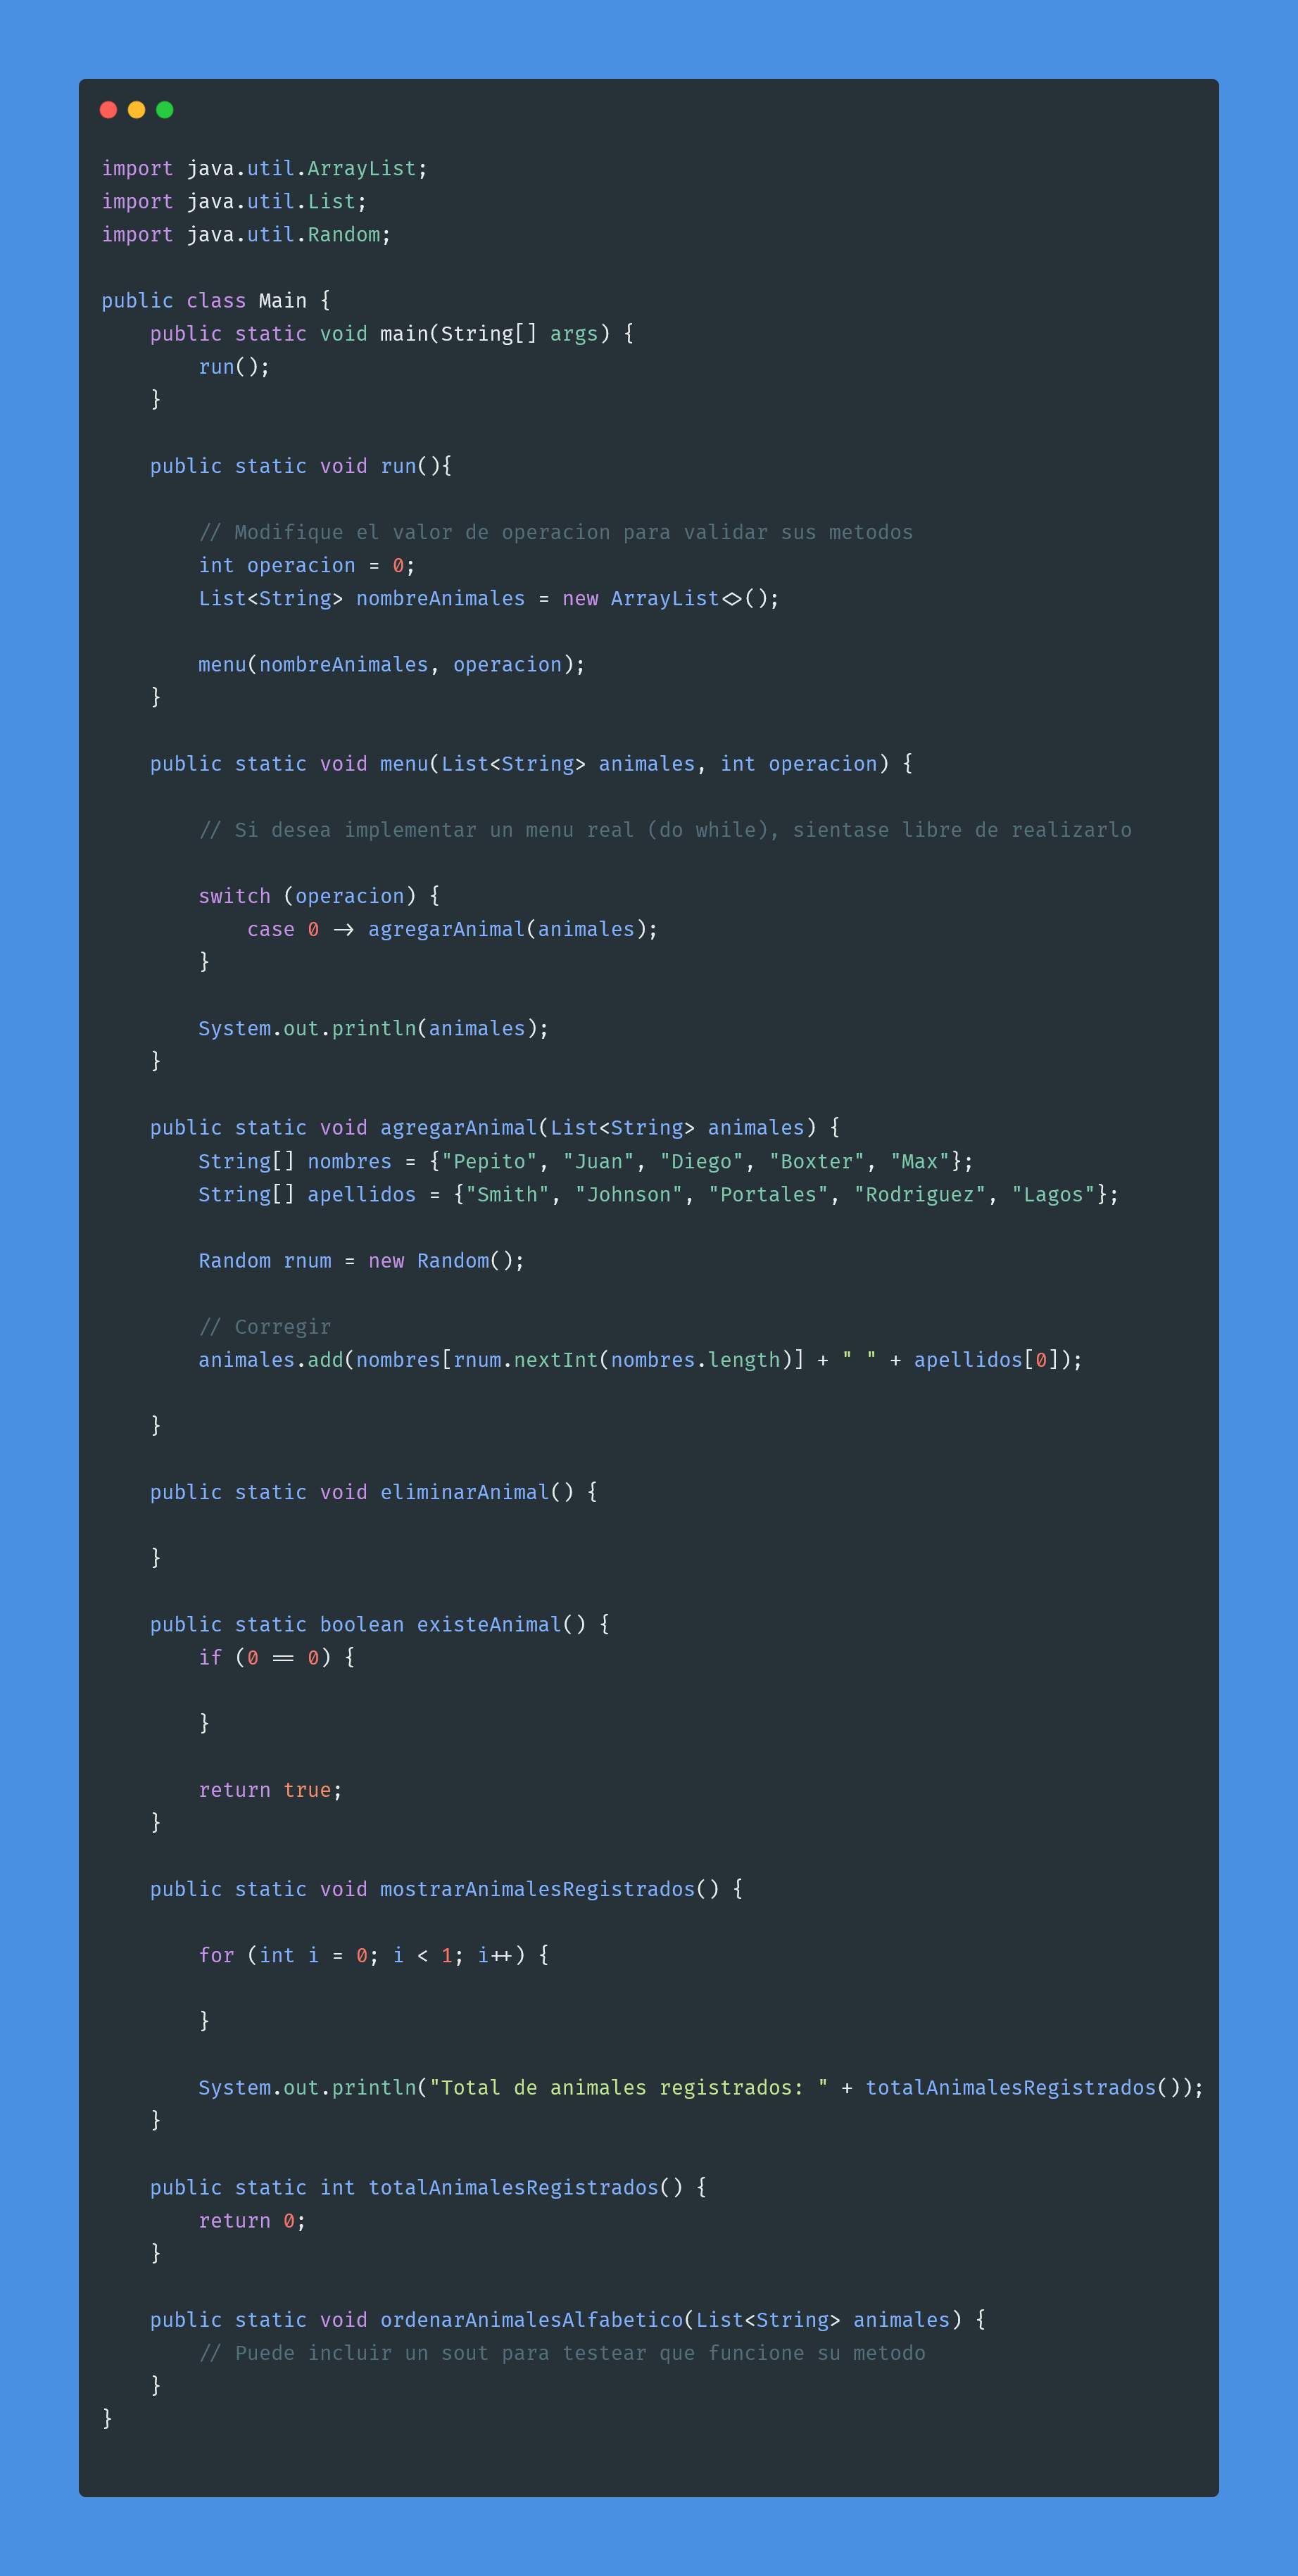 import java.util.ArrayList;
import java.util.List;
import java.util.Random;

public class Main {
    public static void main(String[] args) {
        run();
    }

    public static void run(){

        // Modifique el valor de operacion para validar sus metodos
        int operacion = 0;
        List<String> nombreAnimales = new ArrayList<>();

        menu(nombreAnimales, operacion);
    }

    public static void menu(List<String> animales, int operacion) {

        // Si desea implementar un menu real (do while), sientase libre de realizarlo

        switch (operacion) {
            case 0 -> agregarAnimal(animales);
        }

        System.out.println(animales);
    }

    public static void agregarAnimal(List<String> animales) {
        String[] nombres = {"Pepito", "Juan", "Diego", "Boxter", "Max"};
        String[] apellidos = {"Smith", "Johnson", "Portales", "Rodriguez", "Lagos"};

        Random rnum = new Random();

        // Corregir
        animales.add(nombres[rnum.nextInt(nombres.length)] + " " + apellidos[0]);

    }

    public static void eliminarAnimal() {

    }

    public static boolean existeAnimal() {
        if (0 == 0) {

        }

        return true;
    }

    public static void mostrarAnimalesRegistrados() {

        for (int i = 0; i < 1; i++) {

        }

        System.out.println("Total de animales registrados: " + totalAnimalesRegistrados());
    }

    public static int totalAnimalesRegistrados() {
        return 0;
    }

    public static void ordenarAnimalesAlfabetico(List<String> animales) {
        // Puede incluir un sout para testear que funcione su metodo
    }
}